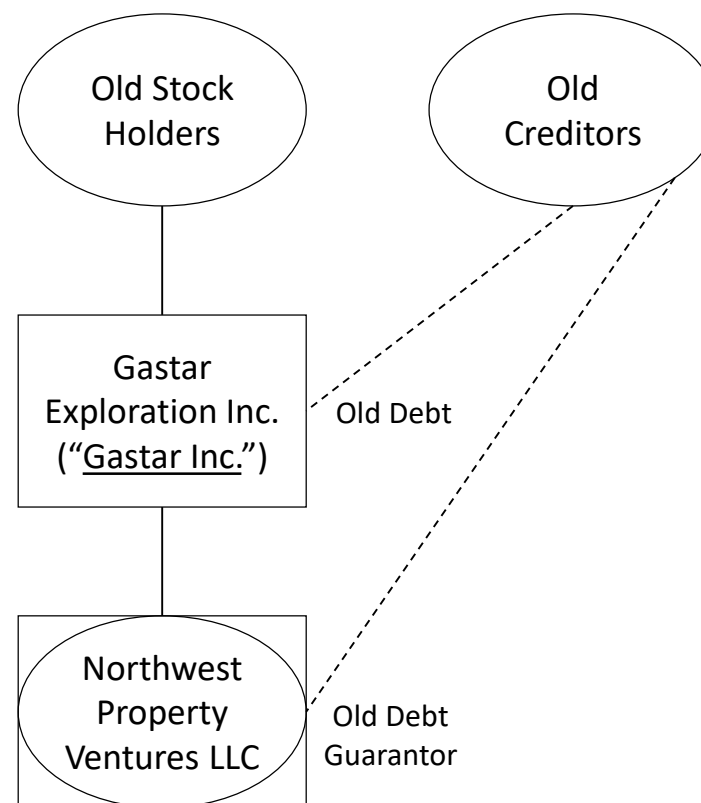 Old Stock
Holders
Old
Creditors
Gastar
Exploration Inc.
(“Gastar Inc.”)
Old Debt
Northwest
Property
Ventures LLC
Old Debt
Guarantor